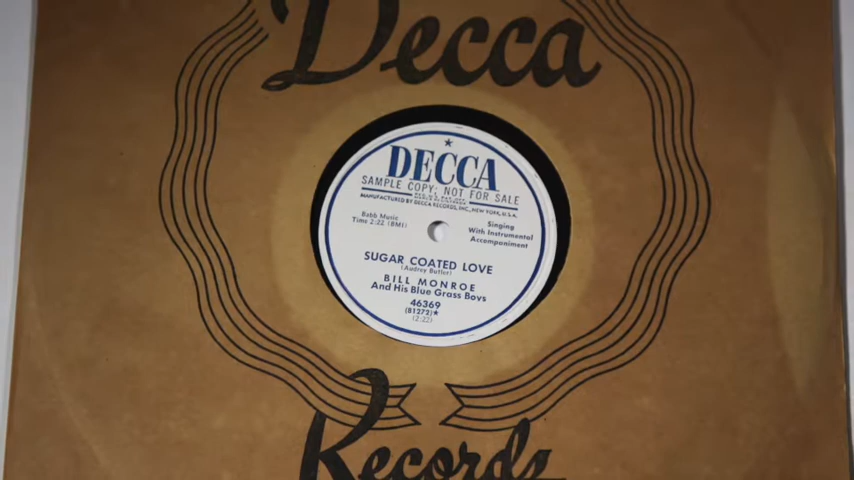 Decca
DECCA
SAMPLE COPY: NOT FOR SALE
MANUFACTURED BY DECCA RECORDS, INC., NEW YORK, U.S.A.
Babb Music
Time 2:22 (BMI)
Singing
With Instrumental
Accompaniment
SUGAR COATED LOVE
(Audrey Butler)
BILL MONROE
And His Blue Grass Boys
46369
(81272)★
(2:22)
Records